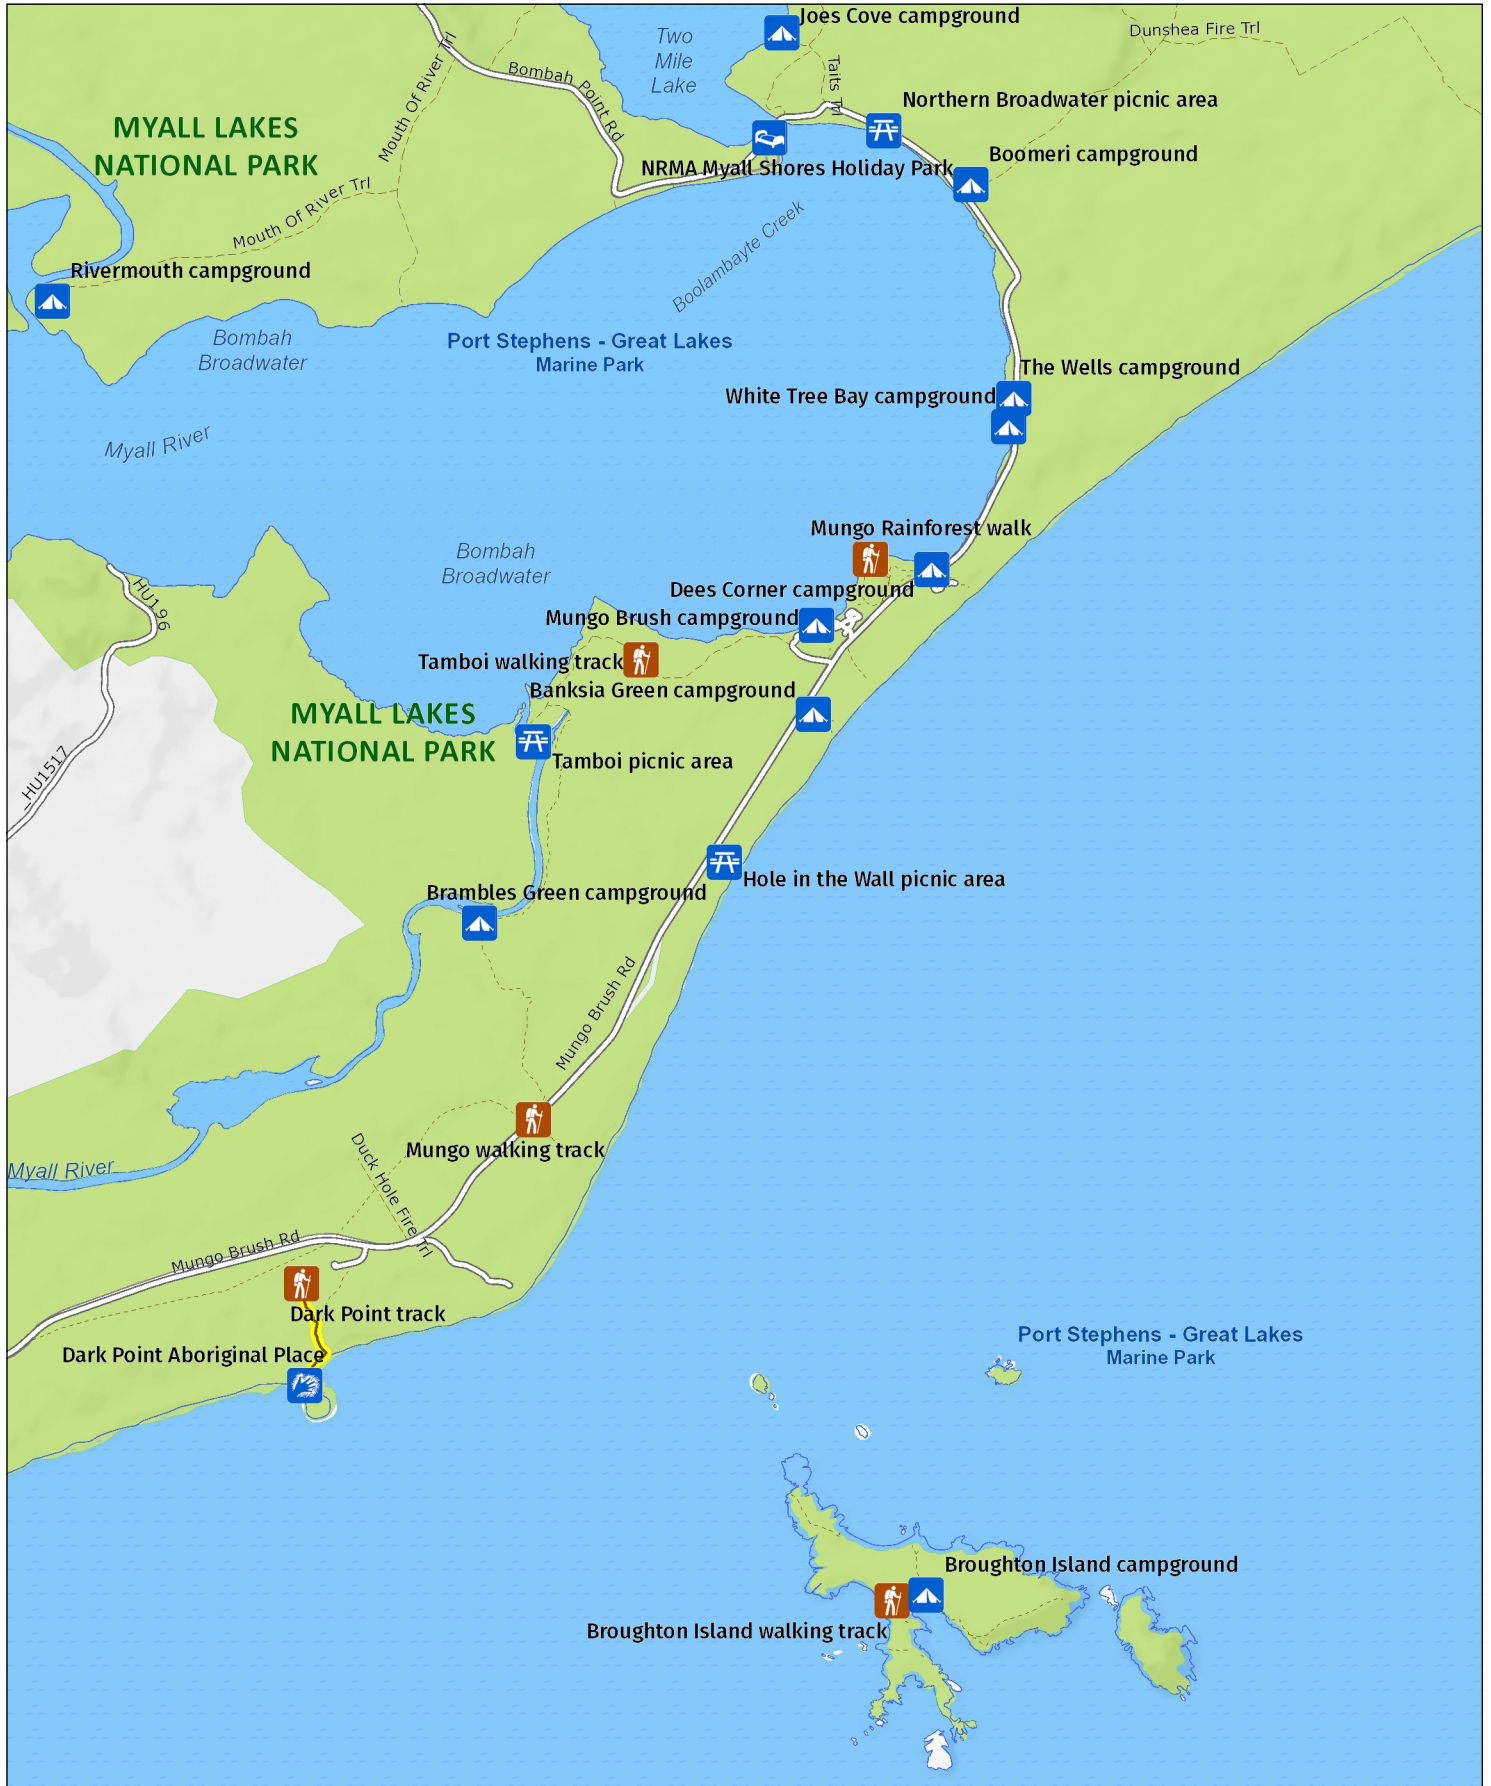 Joes Cove campground
Dunshea Fire Trl
Two
Mile
Lake
Mouth Of River Trl
Bombah Point Rd
Taits Trl
Northern Broadwater picnic area
MYALL LAKES
NATIONAL PARK
NRMA Myall Shores Holiday Park
Boomeri campground
Mouth Of River Trl
Boolambayte Creek
Rivermouth campground
Bombah
Broadwater
Port Stephens - Great Lakes
Marine Park
The Wells campground
White Tree Bay campground
Myall River
Mungo Rainforest walk
Bombah
Broadwater
HU196
Dees Corner campground
Mungo Brush campground
Tamboi walking track
Banksia Green campground
MYALL LAKES
NATIONAL PARK
Tamboi picnic area
_HU1517
Hole in the Wall picnic area
Brambles Green campground
Mungo Brush Rd
Mungo walking track
Myall River
Duck Hole Fire Trl
Mungo Brush Rd
Dark Point track
Port Stephens - Great Lakes
Marine Park
Dark Point Aboriginal Place
Broughton Island campground
Broughton Island walking track